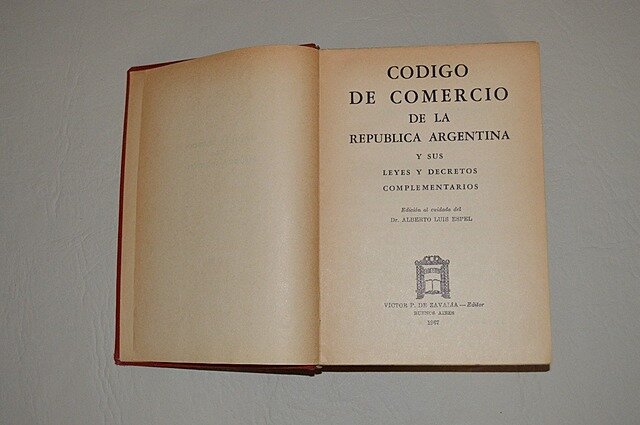 CODIGO
DE COMERCIO
DE LA
REPUBLICA ARGENTINA
Y SUS
LEYES Y DECRETOS
COMPLEMENTARIOS
Edición al cuidado del
Dr. ALBERTO LUIS ESPEL
VICTOR P. DE ZAVALIA — Editor
BUENOS AIRES
1967